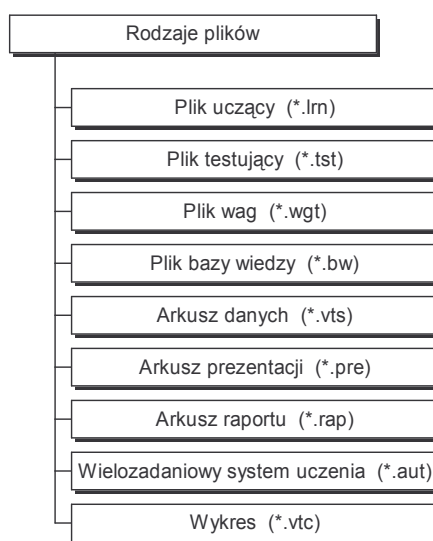 Rodzaje plików
Plik uczący (*.lrn)
Plik testujący (*.tst)
Plik wag (*.wgt)
Plik bazy wiedzy (*.bw)
Arkusz danych (*.vts)
Arkusz prezentacji (*.pre)
Arkusz raportu (*.rap)
Wielozadaniowy system uczenia (*.aut)
Wykres (*.vtc)